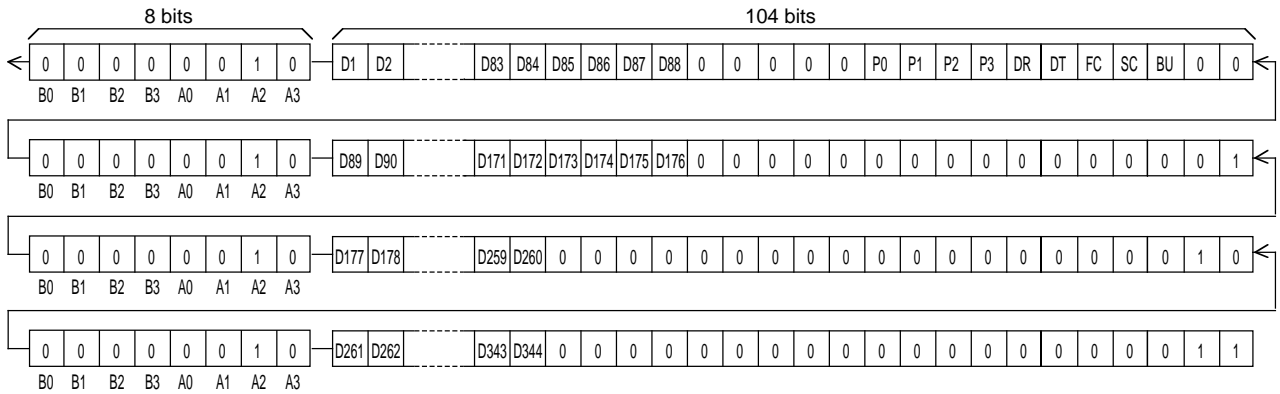 8 bits 104 bits
0 0 0 0 0 0 1 0 D1 D2 D83 D84 D85 D86 D87 D88 0 0 0 0 0 P0 P1 P2 P3 DR DT FC SC BU 0 0
B0 B1 B2 B3 A0 A1 A2 A3
0 0 0 0 0 0 1 0 D89 D90 D171 D172 D173 D174 D175 D176 0 0 0 0 0 0 0 0 0 0 0 0 0 0 0 1
B0 B1 B2 B3 A0 A1 A2 A3
0 0 0 0 0 0 1 0 D177 D178 D259 D260 0 0 0 0 0 0 0 0 0 0 0 0 0 0 0 0 0 0 1 0
B0 B1 B2 B3 A0 A1 A2 A3
0 0 0 0 0 0 1 0 D261 D262 D343 D344 0 0 0 0 0 0 0 0 0 0 0 0 0 0 0 0 0 0 1 1
B0 B1 B2 B3 A0 A1 A2 A3